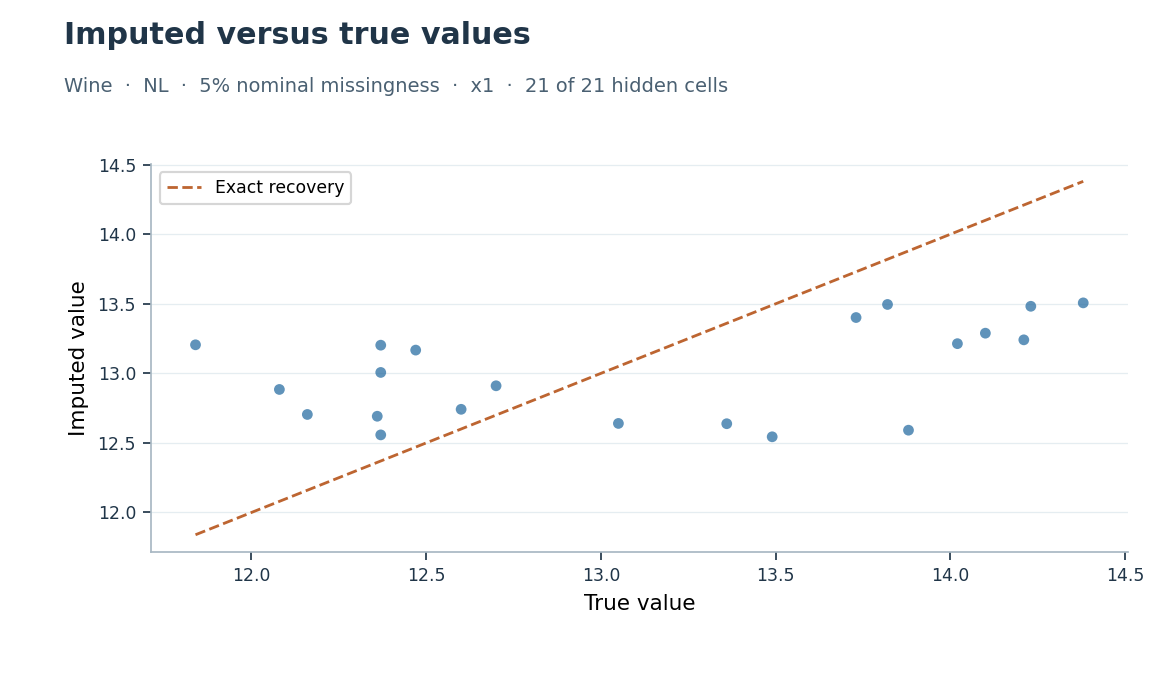 Imputed versus true values
Wine · NL · 5% nominal missingness · x1 · 21 of 21 hidden cells
14.5
Exact recovery
14.0
13.5
13.0
12.5
12.0
Imputed value
12.0 12.5 13.0 13.5 14.0 14.5
True value